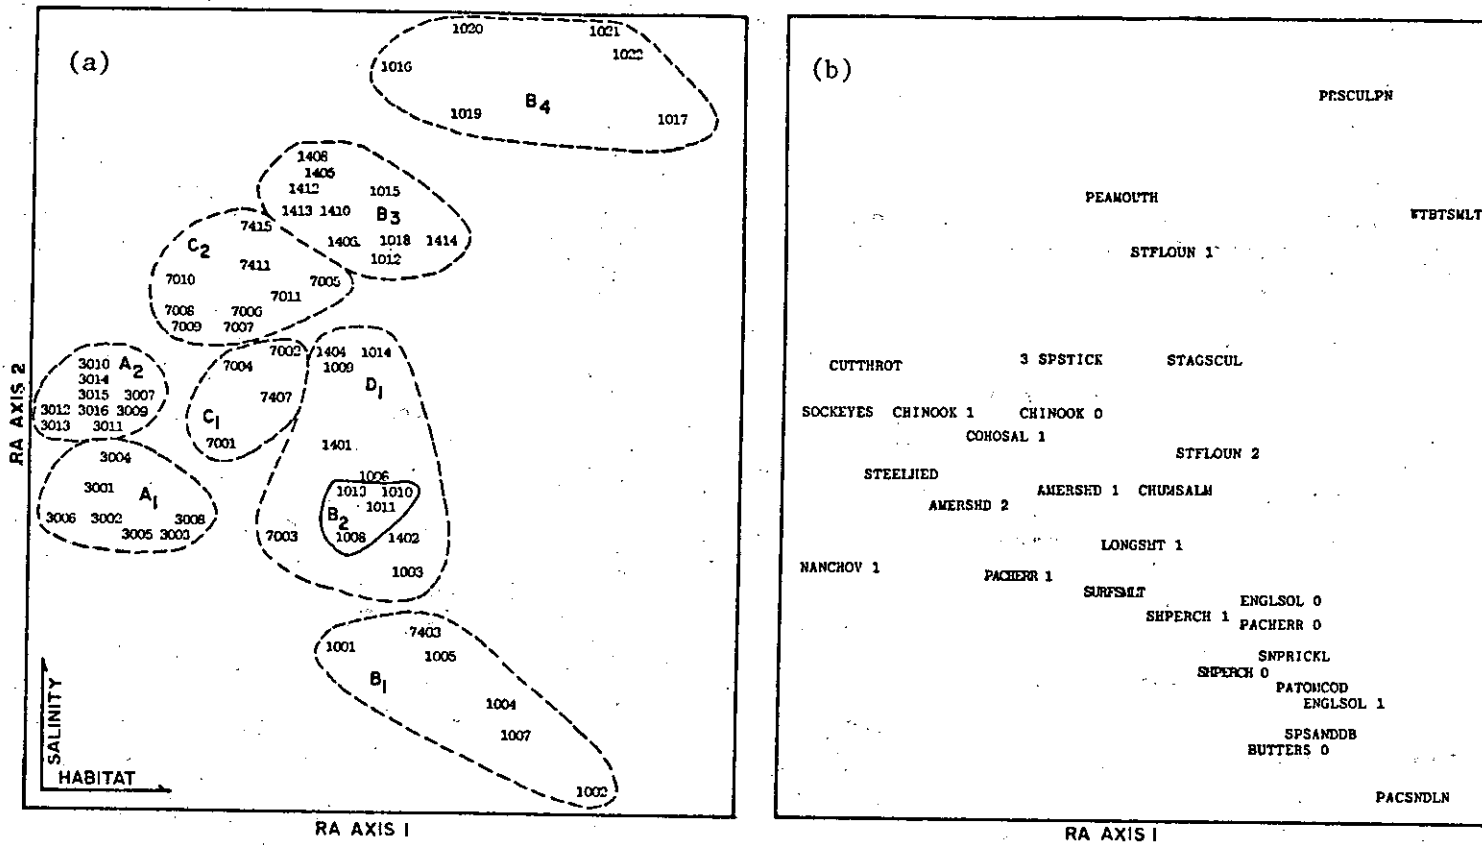 (a)
1020
1021
1022
1016
B4
1019
1017
1408
1405
1412
1015
1413 1410
B3
7415
1406
1018
1414
C2
1012
7411
7010
7005
7011
7008
7006
7009
7007
7002
1404
1014
3010
A2
7004
1009
3014
D1
3015
3007
7407
3012
3016
3009
C1
3013
3011
7001
1401
3004
1006
3001
A1
1013
1010
1011
B2
3006
3002
3008
3005
3003
7003
1008
1402
1003
7403
1001
1005
B1
1004
1007
1002
SALINITY
HABITAT
RA AXIS 2
RA AXIS I
(b)
PRSCULPN
PEAMOUTH
WTBTSMLT
STFLOUN 1
CUTTHROT
3 SPSTICK
STAGSCUL
SOCKEYES
CHINOOK 1
CHINOOK 0
COHOSAL 1
STFLOUN 2
AMERSHD 1
CHUMSALM
AMERSHD 2
LONGSMT 1
NANCHOV 1
PACHERR 1
SURFSMLT
ENGLSOL 0
SHPERCH 1
PACHERR 0
SNPRICKL
SHPERCH 0
PATOMCOD
ENGLSOL 1
SPSANDDB
BUTTERS 0
PACSNDLN
RA AXIS I